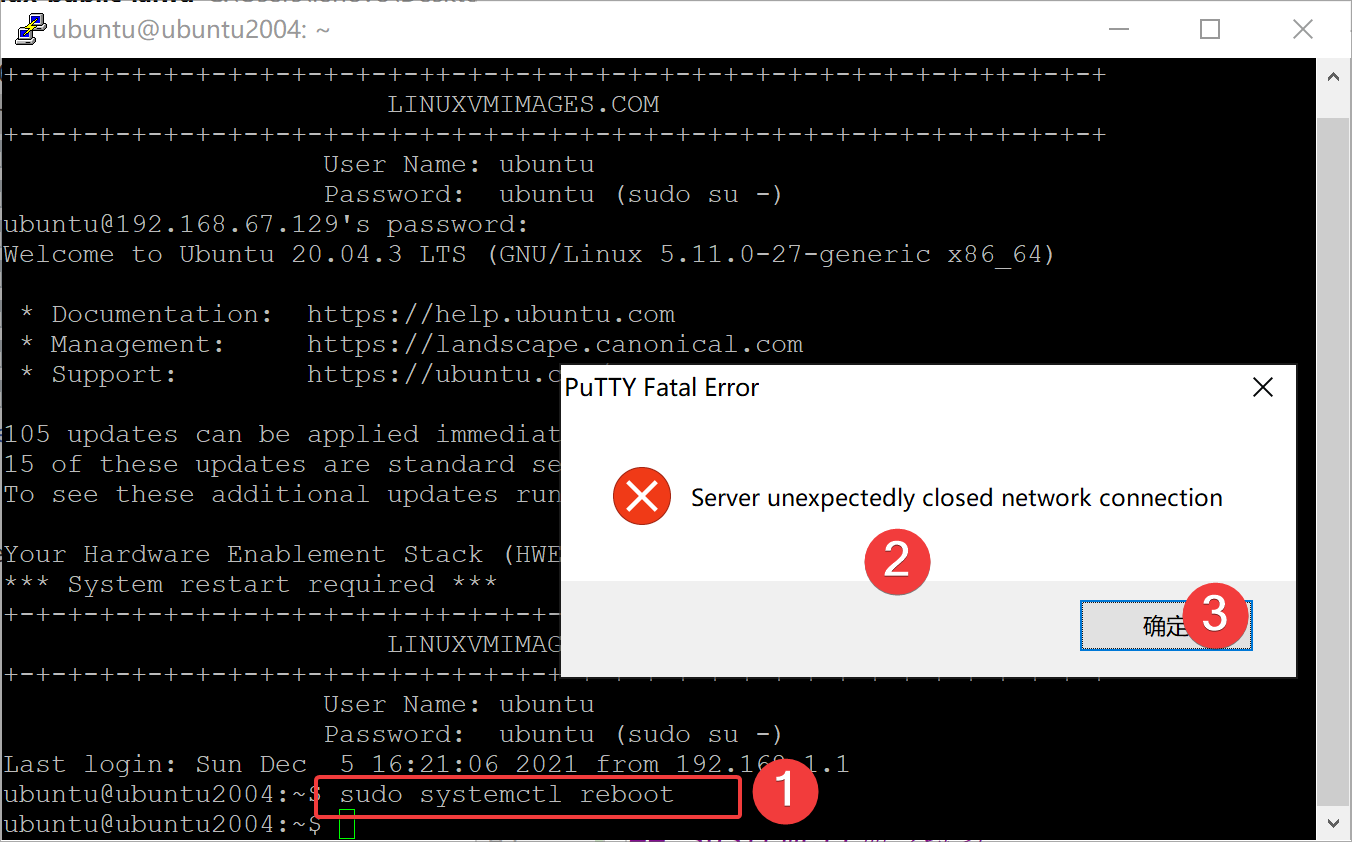 ubuntu@ubuntu2004: ~
+-+-+-+-+-+-+-+-+-+-+-+-+-+-+-+-+-+-+-+-+-+-+-+-+-+-+-+-+-+-+-++-+-+-+
LINUXVMIMAGES.COM
+-+-+-+-+-+-+-+-+-+-+-+-+-+-+-+-+-+-+-+-+-+-+-+-+-+-+-+-+-+-+-++-+-+-+
User Name: ubuntu
Password:  ubuntu (sudo su -)
ubuntu@192.168.67.129's password:
Welcome to Ubuntu 20.04.3 LTS (GNU/Linux 5.11.0-27-generic x86_64)
* Documentation:  https://help.ubuntu.com
* Management:     https://landscape.canonical.com
* Support:        https://ubuntu.c
105 updates can be applied immediat
15 of these updates are standard se
To see these additional updates run
Your Hardware Enablement Stack (HWE
*** System restart required ***
+-+-+-+-+-+-+-+-+-+-+-+-+-+-+-+-+-+
LINUXVMIMAG
+-+-+-+-+-+-+-+-+-+-+-+-+-+-+-+-+-+
User Name: ubuntu
Password:  ubuntu (sudo su -)
Last login: Sun Dec  5 16:21:06 2021 from 192.168.1.1
ubuntu@ubuntu2004:~$ sudo systemctl reboot
1
ubuntu@ubuntu2004:~$
PuTTY Fatal Error
Server unexpectedly closed network connection
2
确定
3